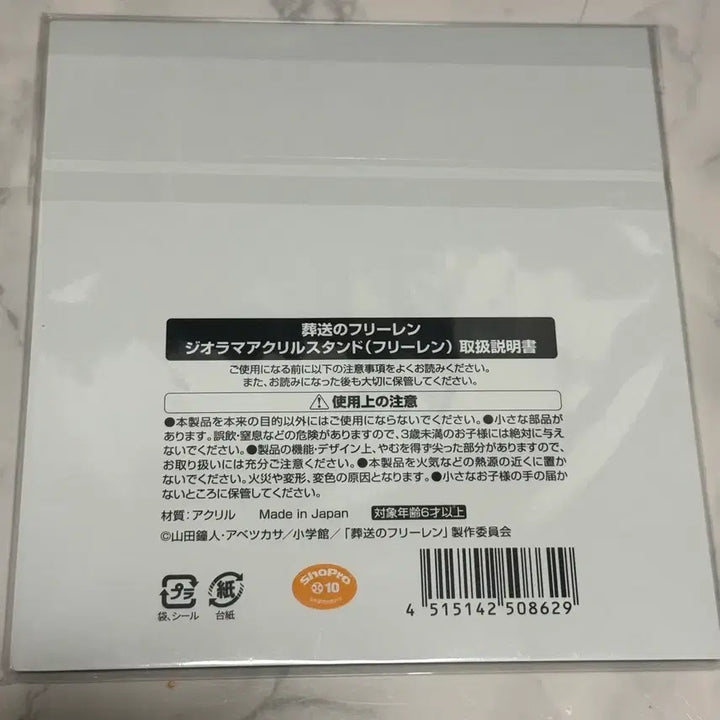 葬送のフリーレン
ジオラマアクリルスタンド(フリーレン) 取扱説明書
ご使用になる前に以下の注意事項をよくお読みください。
また、お読みになった後も大切に保管してください。
⚠使用上の注意
●本製品を本来の目的以外にはご使用にならないでください。●小さな部品が
あります。誤飲・窒息などの危険がありますので、3歳未満のお子様には絶対に与え
ないでください。●製品の機能・デザイン上、やむを得ず尖った部分がありますので、
お取り扱いには充分ご注意ください。●本製品を火気などの熱源の近くに置か
ないでください。火災や変形、変色の原因となります。●小さなお子様の手の届か
ないところに保管してください。
材質:アクリル Made in Japan 対象年齢6才以上
©山田鐘人・アベツカサ/小学館/「葬送のフリーレン」製作委員会
プラ 紙 ShoPro 10
袋、シール 台紙
4 515142 508629